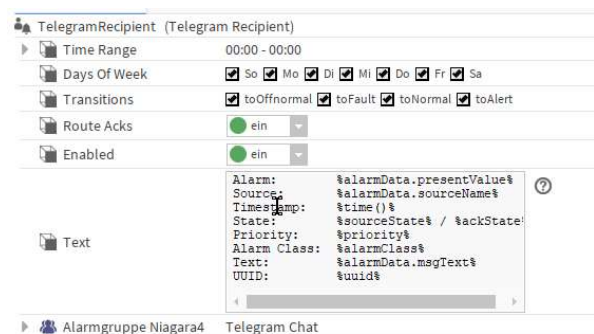 TelegramRecipient (Telegram Recipient)
Time Range 00:00 - 00:00
Days Of Week So Mo Di Mi Do Fr Sa
Transitions toOffnormal toFault toNormal toAlert
Route Acks ein
Enabled ein
Text
Alarm: %alarmData.presentValue%
Source: %alarmData.sourceName%
Timestamp: %time()%
State: %sourceState% / %ackState
Priority: %priority%
Alarm Class: %alarmClass%
Text: %alarmData.msgText%
UUID: %uuid%
Alarmgruppe Niagara4 Telegram Chat